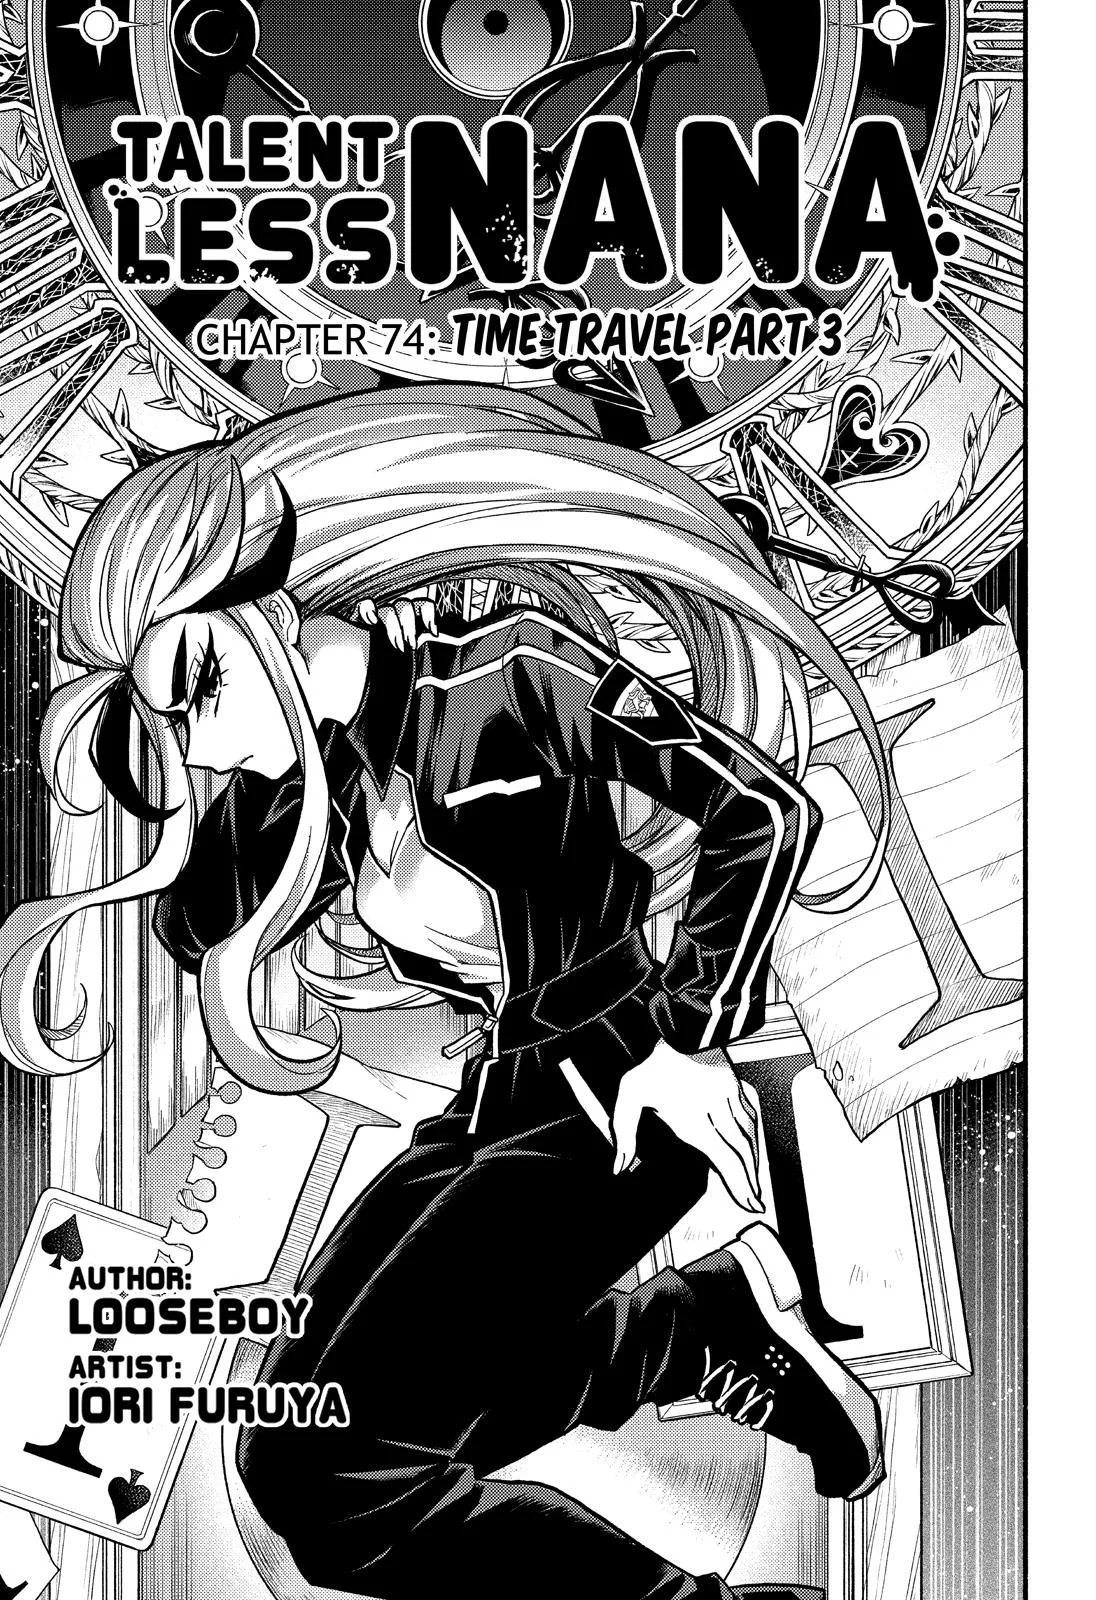 TALENT
LESS NANA
CHAPTER 74: TIME TRAVEL PART 3
AUTHOR:
LOOSEBOY
ARTIST:
IORI FURUYA